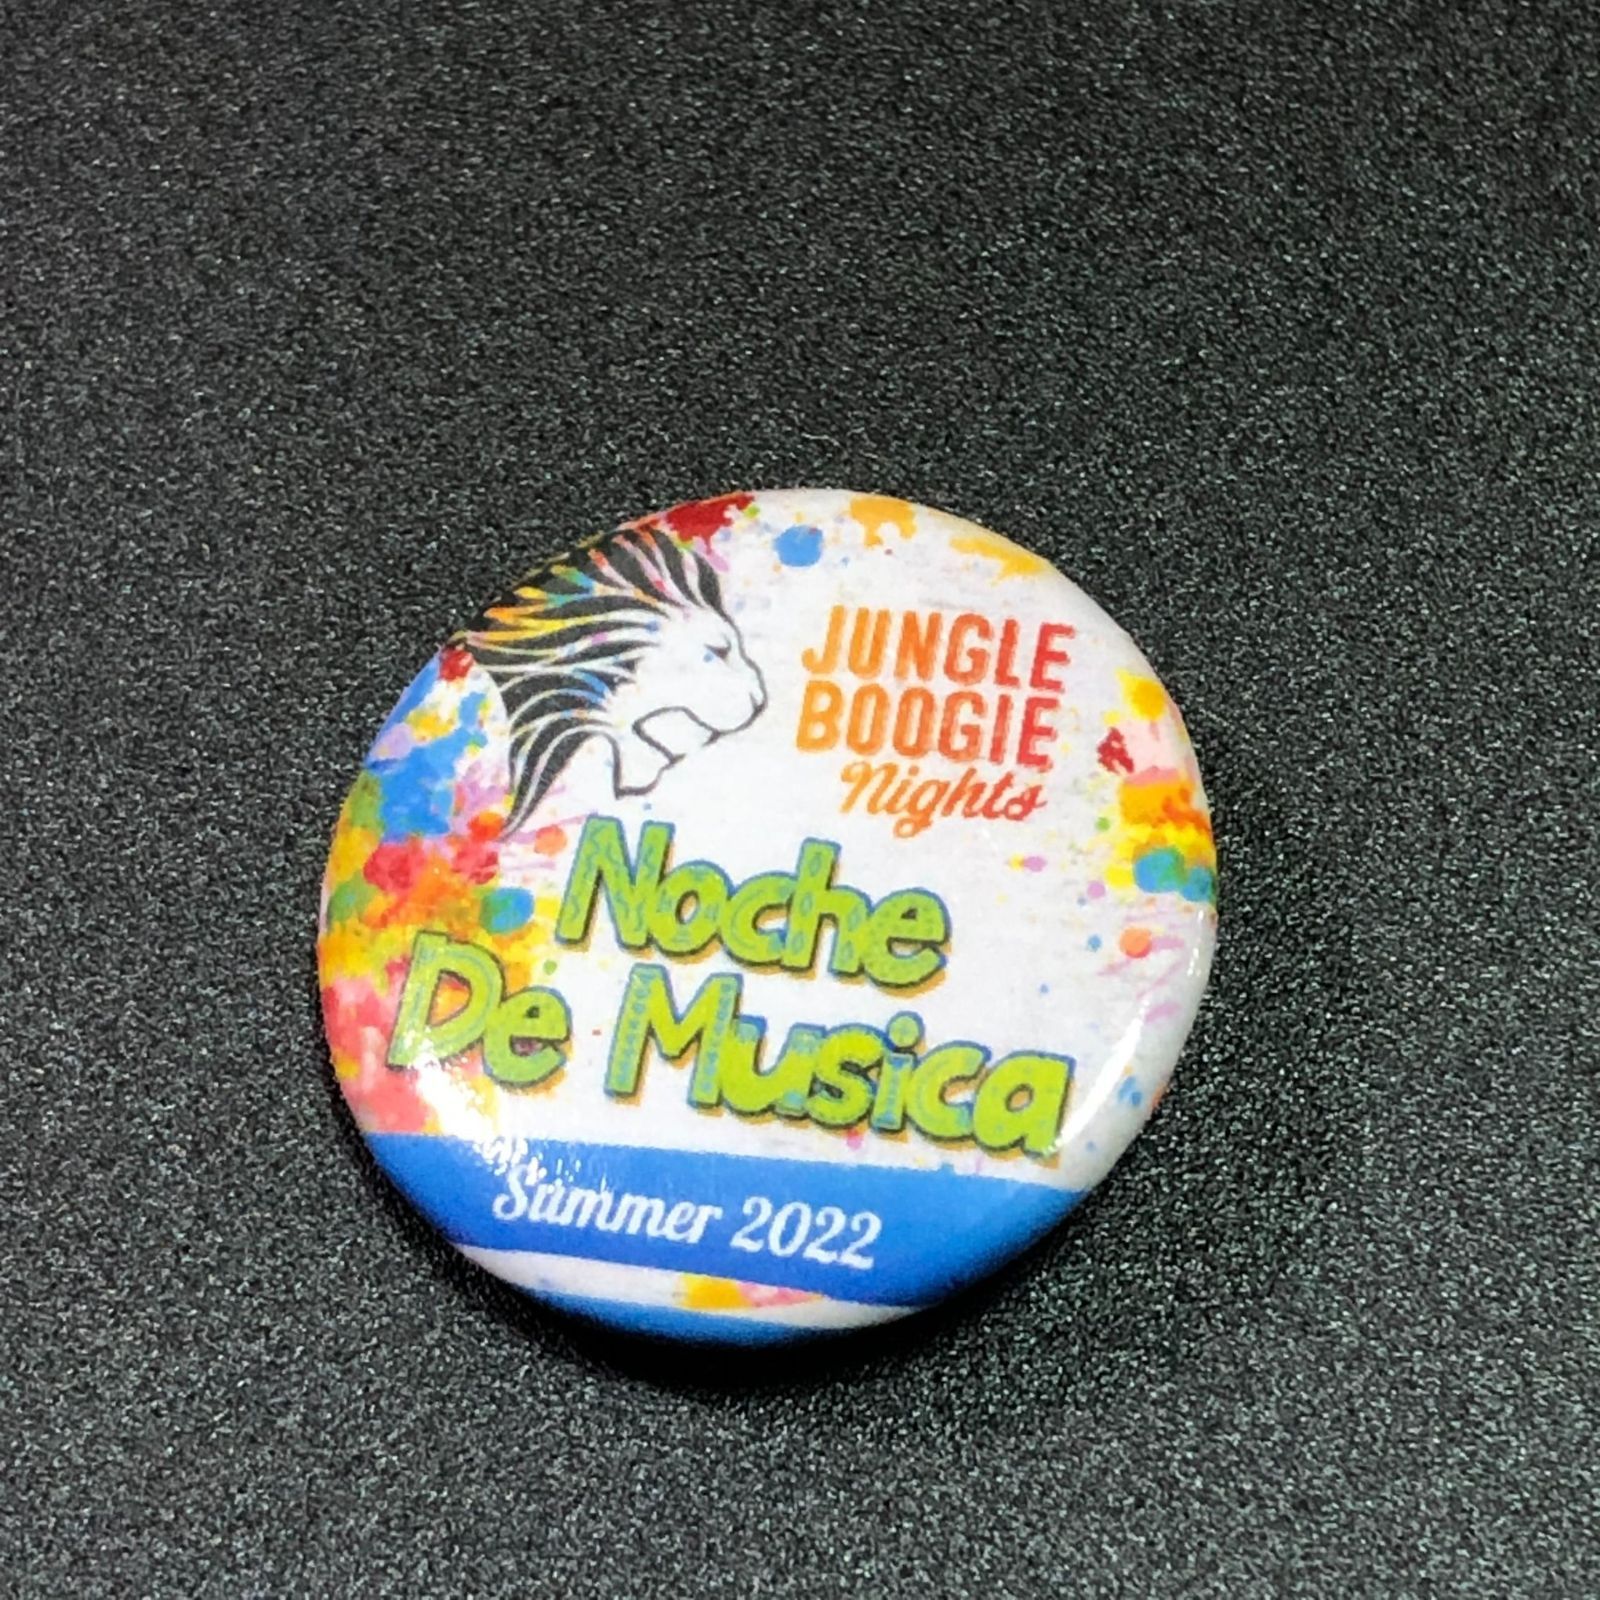 JUNGLE
BOOGIE
Nights
Noche
De Musica
Summer 2022